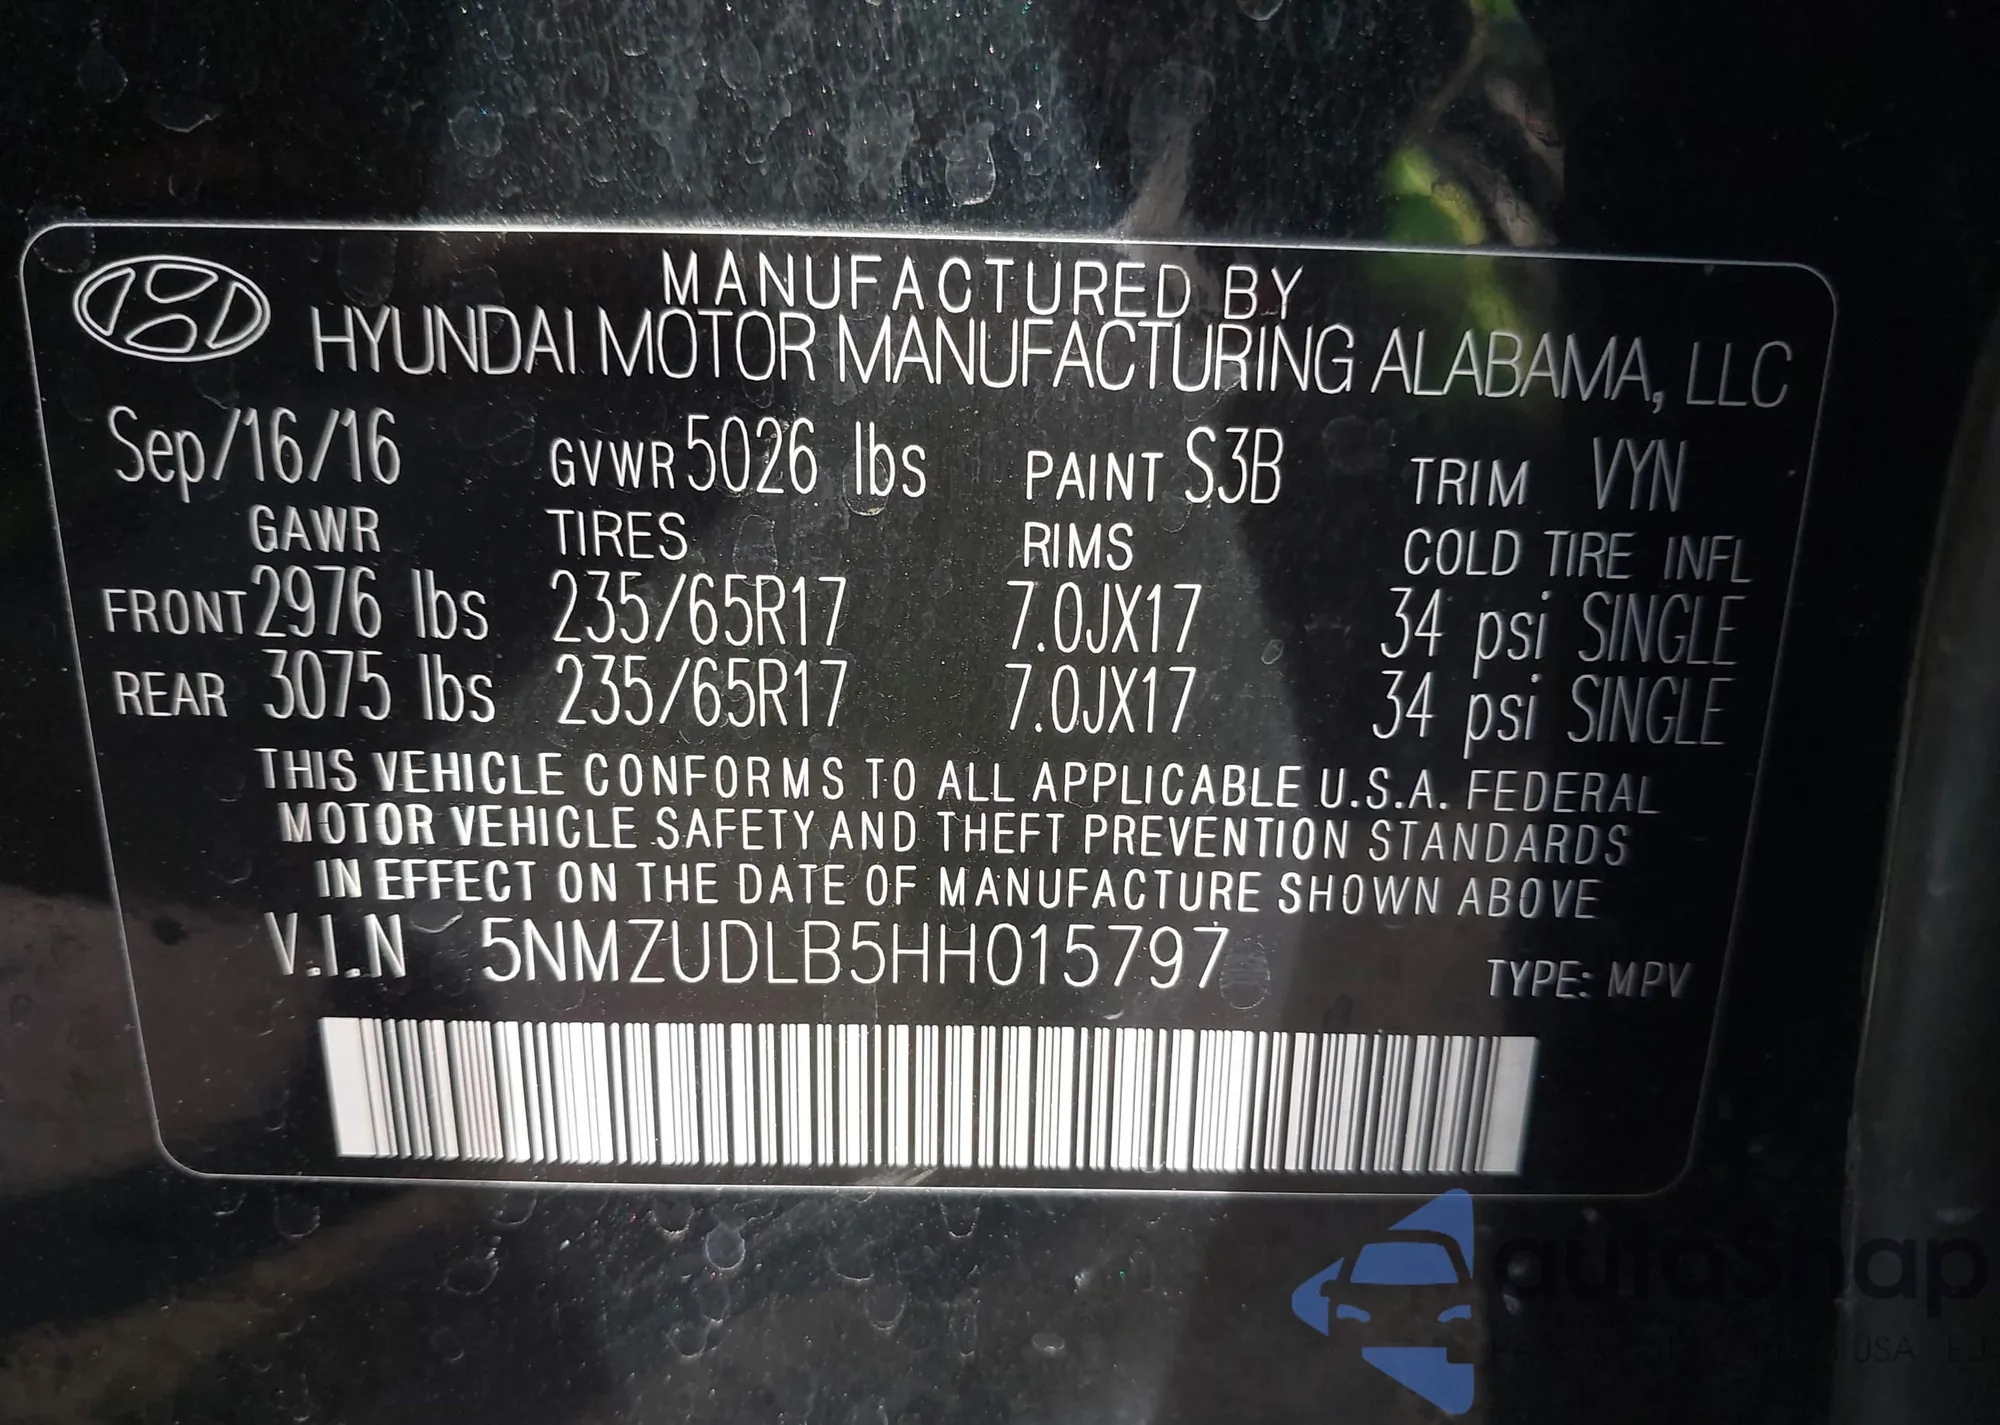 MANUFACTURED BY
HYUNDAI MOTOR MANUFACTURING ALABAMA, LLC
Sep/16/16 GVWR 5026 lbs PAINT S3B TRIM VYN
GAWR TIRES RIMS COLD TIRE INFL
FRONT 2976 lbs 235/65R17 7.0JX17 34 psi SINGLE
REAR 3075 lbs 235/65R17 7.0JX17 34 psi SINGLE
THIS VEHICLE CONFORMS TO ALL APPLICABLE U.S.A. FEDERAL
MOTOR VEHICLE SAFETY AND THEFT PREVENTION STANDARDS
IN EFFECT ON THE DATE OF MANUFACTURE SHOWN ABOVE
V.I.N 5NMZUDLB5HH015797 TYPE: MPV
autosnap
USA